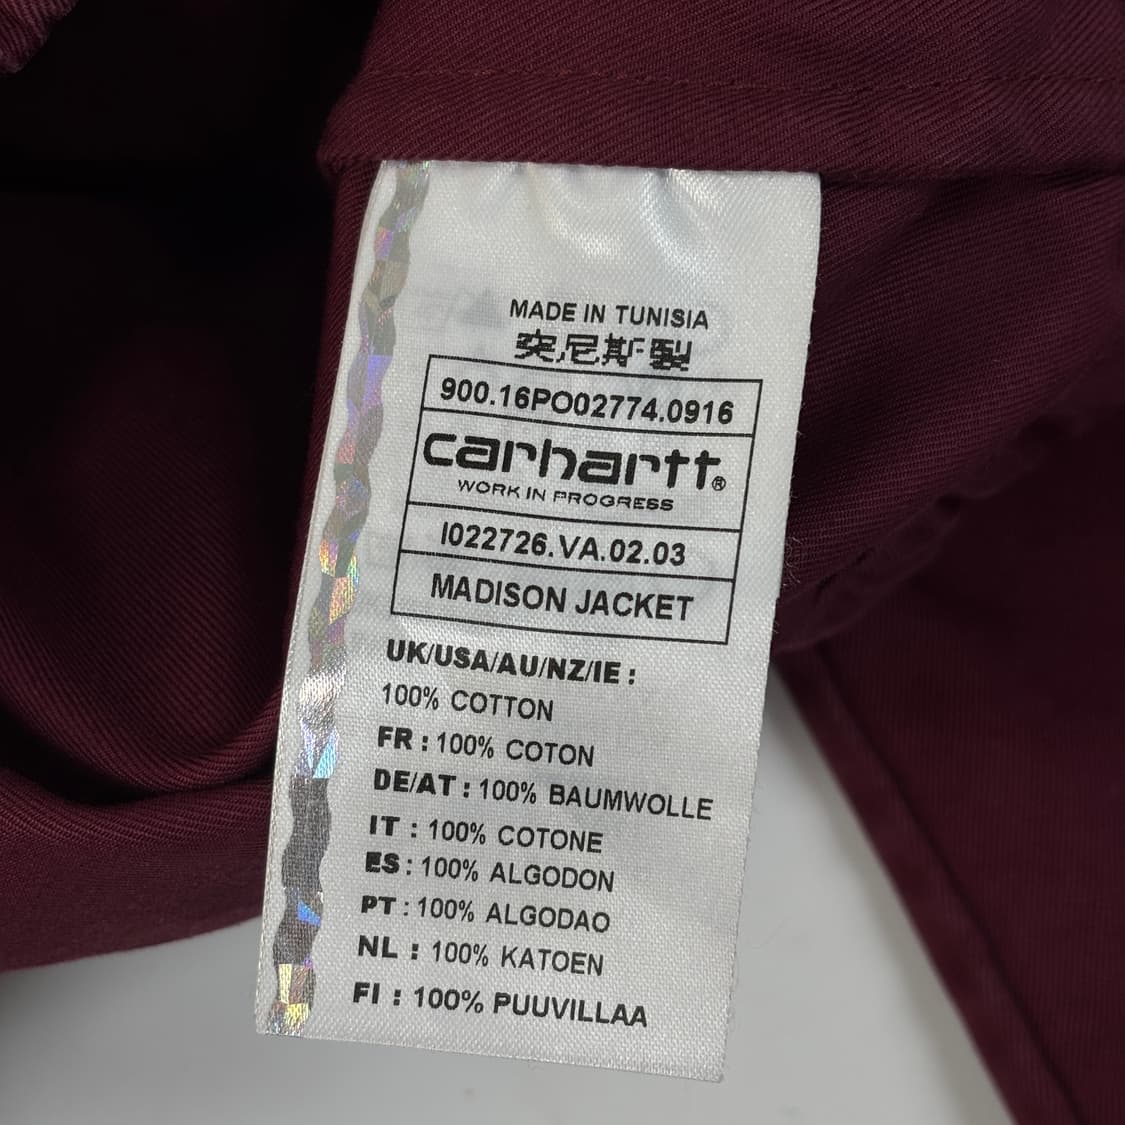 MADE IN TUNISIA
突尼斯製
900.16PO02774.0916
carhartt®
WORK IN PROGRESS
I022726.VA.02.03
MADISON JACKET
UK/USA/AU/NZ/IE :
100% COTTON
FR : 100% COTON
DE/AT : 100% BAUMWOLLE
IT : 100% COTONE
ES : 100% ALGODON
PT : 100% ALGODAO
NL : 100% KATOEN
FI : 100% PUUVILLAA